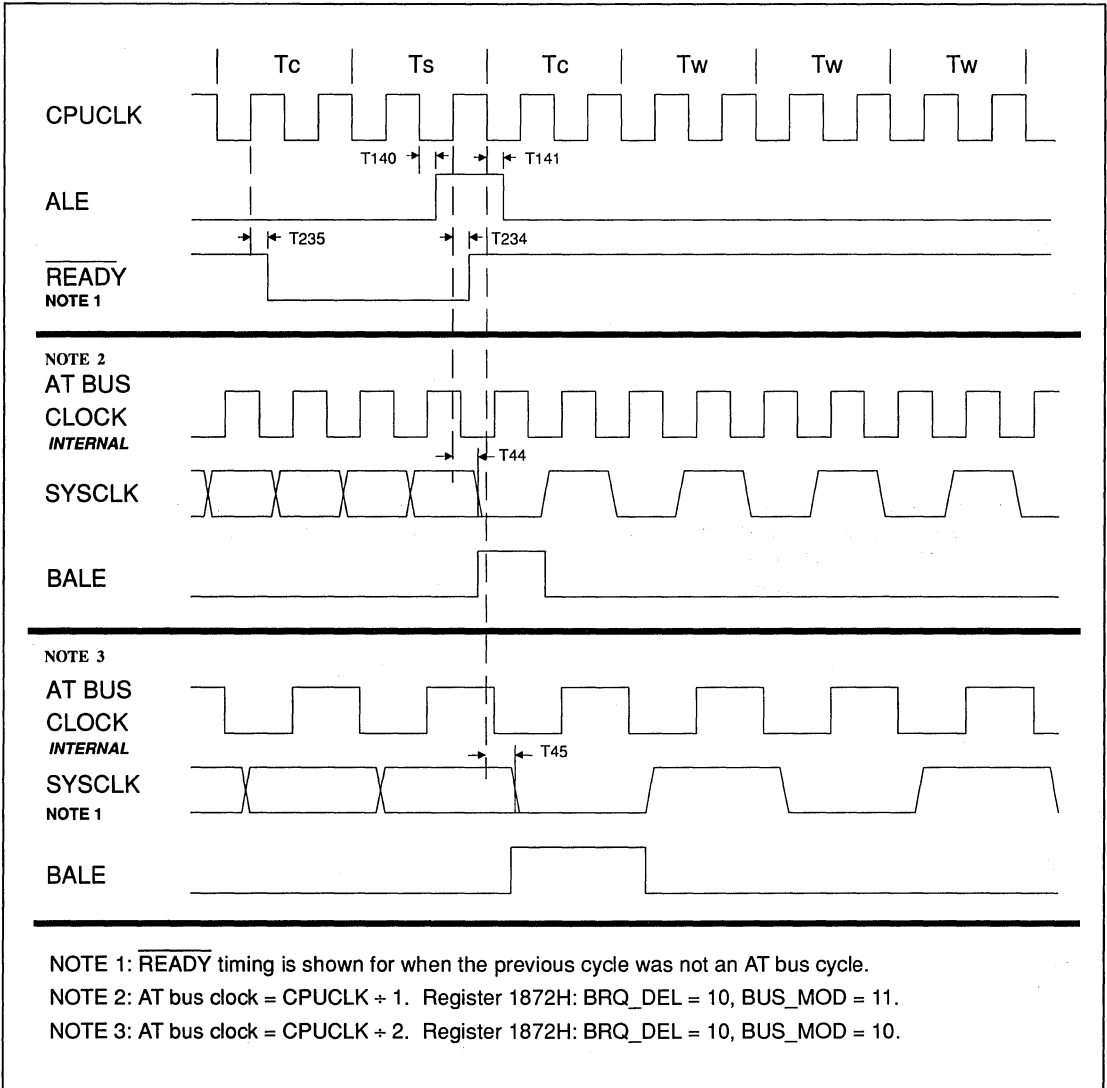 Tc Ts Tc Tw Tw Tw
CPUCLK
T140 T141
ALE
T235 T234
READY
NOTE 1
NOTE 2
AT BUS
CLOCK
INTERNAL
T44
SYSCLK
BALE
NOTE 3
AT BUS
CLOCK
INTERNAL
T45
SYSCLK
NOTE 1
BALE
NOTE 1: READY timing is shown for when the previous cycle was not an AT bus cycle.
NOTE 2: AT bus clock = CPUCLK ÷ 1. Register 1872H: BRQ_DEL = 10, BUS_MOD = 11.
NOTE 3: AT bus clock = CPUCLK ÷ 2. Register 1872H: BRQ_DEL = 10, BUS_MOD = 10.